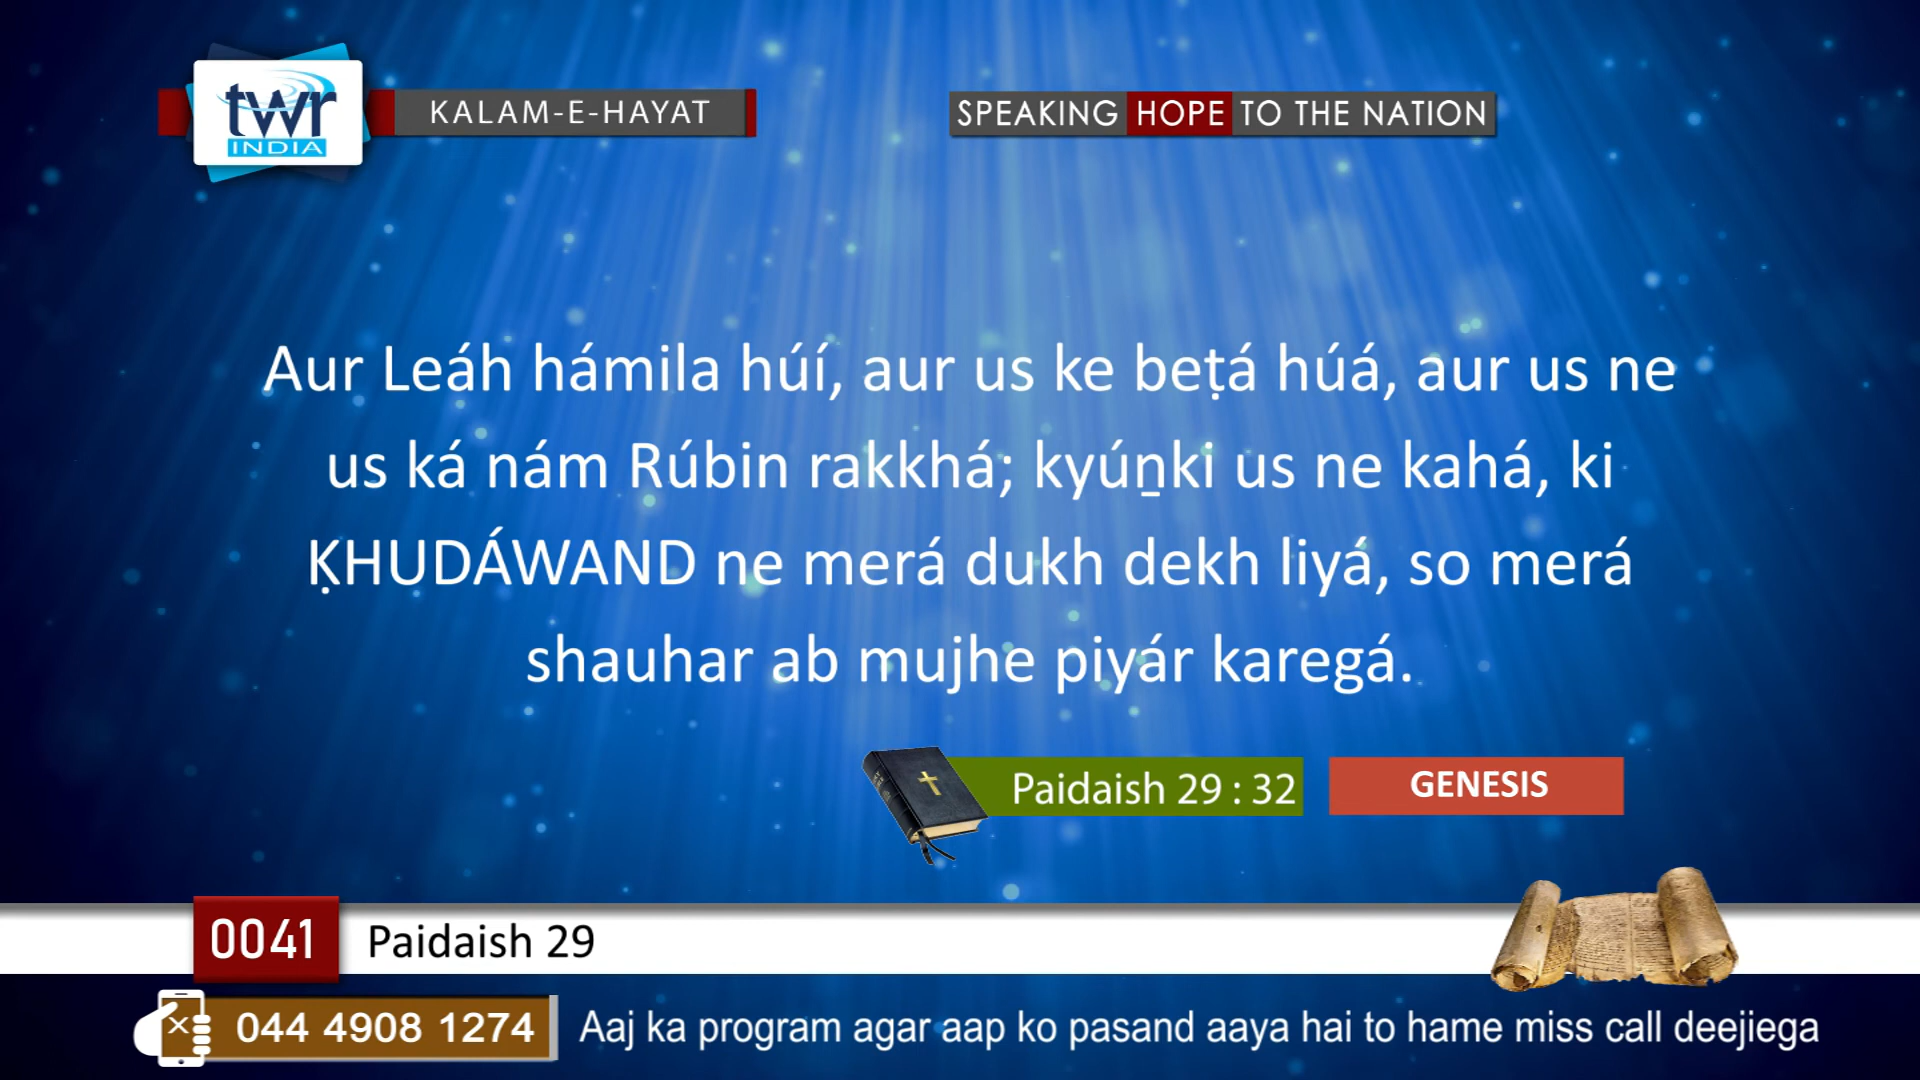 twr
INDIA
KALAM-E-HAYAT
SPEAKING HOPE TO THE NATION
Aur Leáh hámila húí, aur us ke beṭá húá, aur us ne
us ká nám Rúbin rakkhá; kyúṉki us ne kahá, ki
ḲHUDÁWAND ne merá dukh dekh liyá, so merá
shauhar ab mujhe piyár karegá.
Paidaish 29 : 32
GENESIS
0041
Paidaish 29
044 4908 1274
Aaj ka program agar aap ko pasand aaya hai to hame miss call deejiega